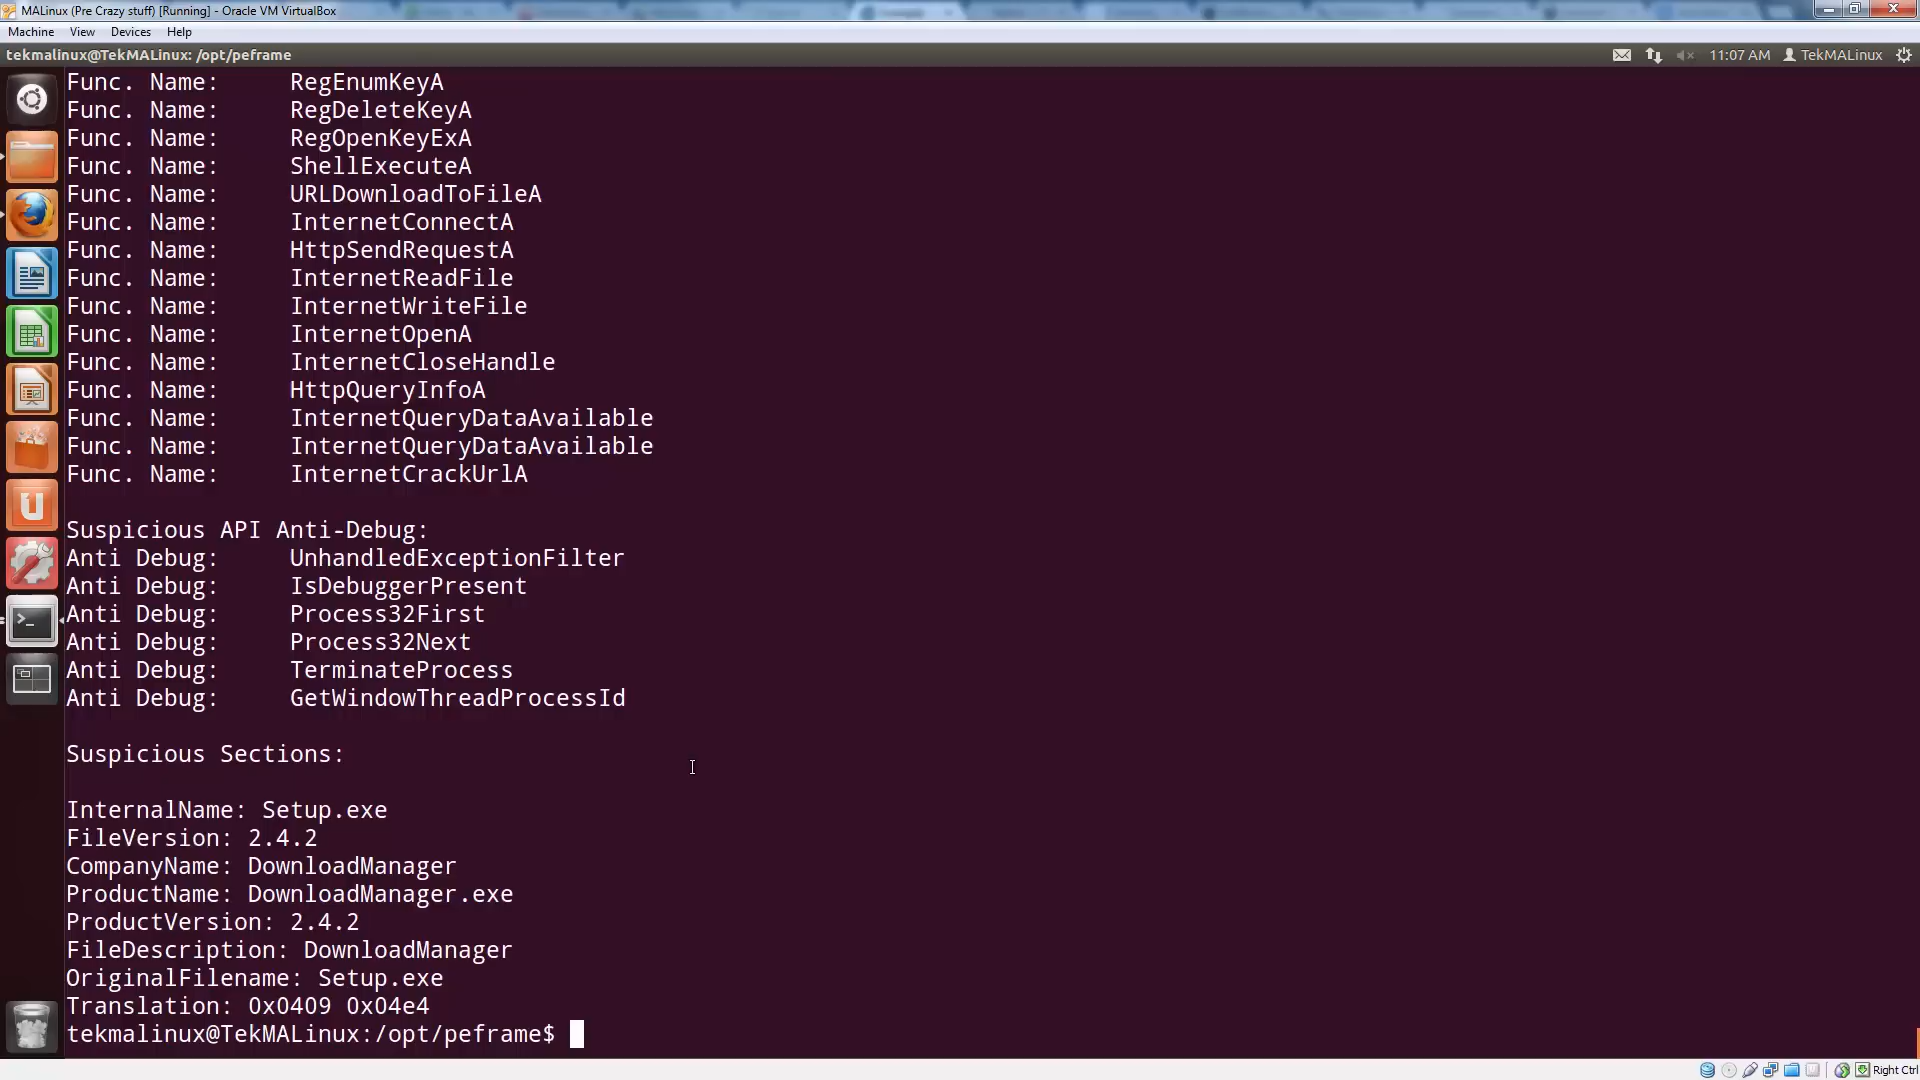 MALinux (Pre Crazy stuff) [Running] - Oracle VM VirtualBox
Machine View Devices Help
tekmalinux@TekMALinux: /opt/peframe 11:07 AM TekMALinux
Func. Name: RegEnumKeyA
Func. Name: RegDeleteKeyA
Func. Name: RegOpenKeyExA
Func. Name: ShellExecuteA
Func. Name: URLDownloadToFileA
Func. Name: InternetConnectA
Func. Name: HttpSendRequestA
Func. Name: InternetReadFile
Func. Name: InternetWriteFile
Func. Name: InternetOpenA
Func. Name: InternetCloseHandle
Func. Name: HttpQueryInfoA
Func. Name: InternetQueryDataAvailable
Func. Name: InternetQueryDataAvailable
Func. Name: InternetCrackUrlA
Suspicious API Anti-Debug:
Anti Debug: UnhandledExceptionFilter
Anti Debug: IsDebuggerPresent
Anti Debug: Process32First
Anti Debug: Process32Next
Anti Debug: TerminateProcess
Anti Debug: GetWindowThreadProcessId
Suspicious Sections:
InternalName: Setup.exe
FileVersion: 2.4.2
CompanyName: DownloadManager
ProductName: DownloadManager.exe
ProductVersion: 2.4.2
FileDescription: DownloadManager
OriginalFilename: Setup.exe
Translation: 0x0409 0x04e4
tekmalinux@TekMALinux:/opt/peframe$
Right Ctrl